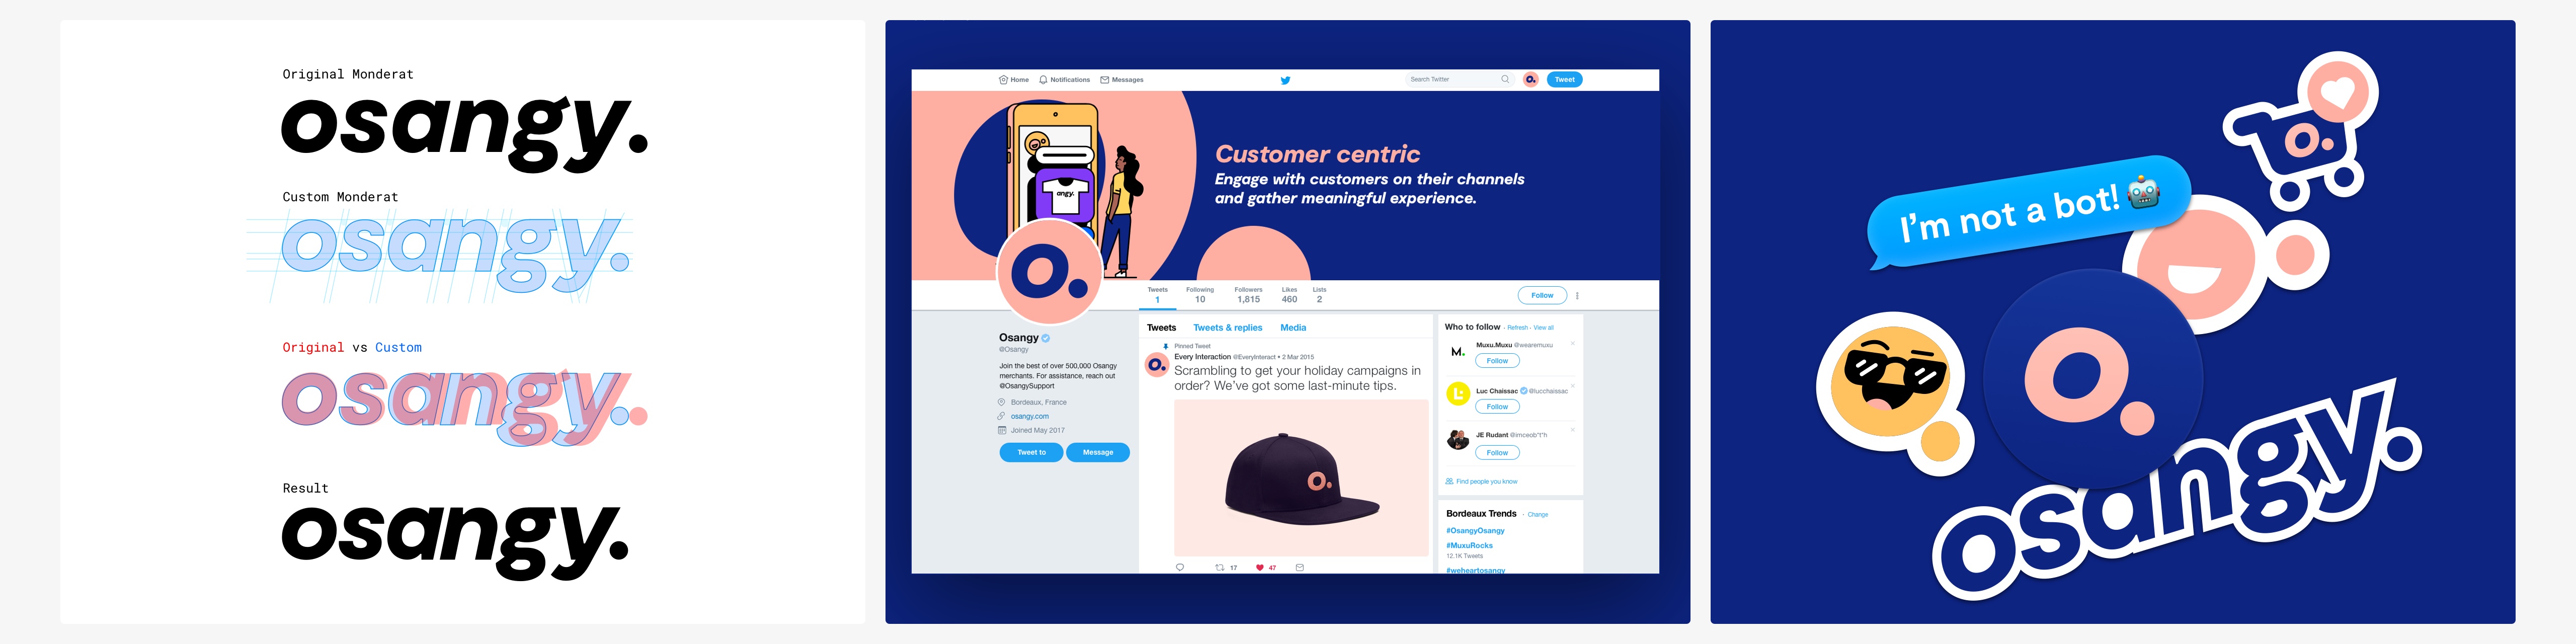 Original Monderat
osangy.
Custom Monderat
osangy.
Original vs Custom
osangy.
Result
osangy.
Home Notifications Messages
Search Twitter
O.
Tweet
angy.
Customer centric
Engage with customers on their channels
and gather meaningful experience.
O.
Tweets Following Followers Likes Lists
1 10 1,815 460 2
Follow
Osangy
@Osangy
Join the best of over 500,000 Osangy
merchants. For assistance, reach out
@OsangySupport
Bordeaux, France
osangy.com
Joined May 2017
Tweet to Message
Tweets Tweets & replies Media
Pinned Tweet
O.
Every Interaction @EveryInteract • 2 Mar 2015
Scrambling to get your holiday campaigns in
order? We've got some last-minute tips.
O.
17 47
Who to follow · Refresh · View all
M.
Muxu.Muxu @wearemuxu
Follow
L:
Luc Chaissac @lucchaissac
Follow
JE Rudant @imceob't'h
Follow
Find people you know
Bordeaux Trends · Change
#OsangyOsangy
#MuxuRocks
12.1K Tweets
#weheartosangy
O.
I'm not a bot! 🤖
O.
osangy.